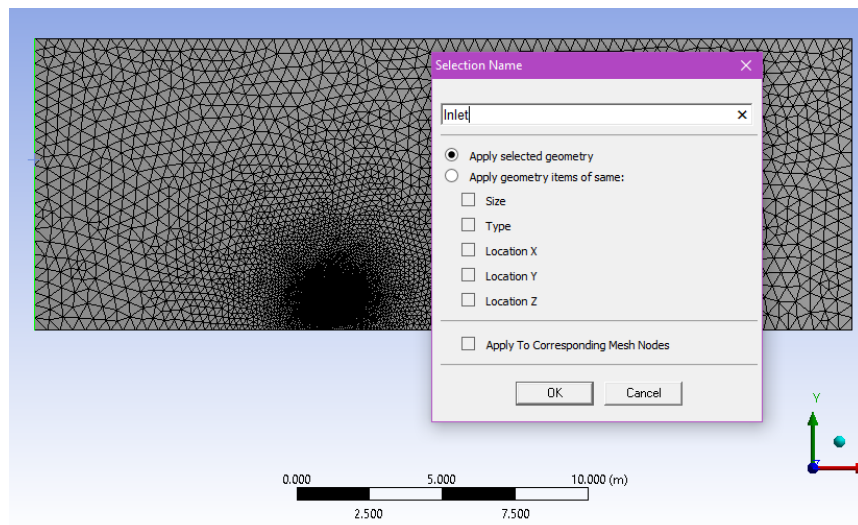 Selection Name
Inlet
Apply selected geometry
Apply geometry items of same:
Size
Type
Location X
Location Y
Location Z
Apply To Corresponding Mesh Nodes
OK Cancel
Y
Z
0.000 5.000 10.000 (m)
2.500 7.500